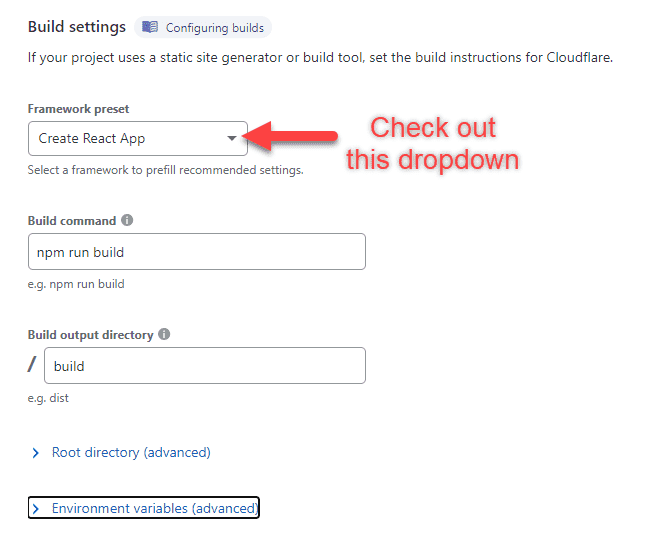 Build settings Configuring builds
If your project uses a static site generator or build tool, set the build instructions for Cloudflare.
Framework preset
Create React App
Check out
this dropdown
Select a framework to prefill recommended settings.
Build command
npm run build
e.g. npm run build
Build output directory
/ build
e.g. dist
Root directory (advanced)
Environment variables (advanced)